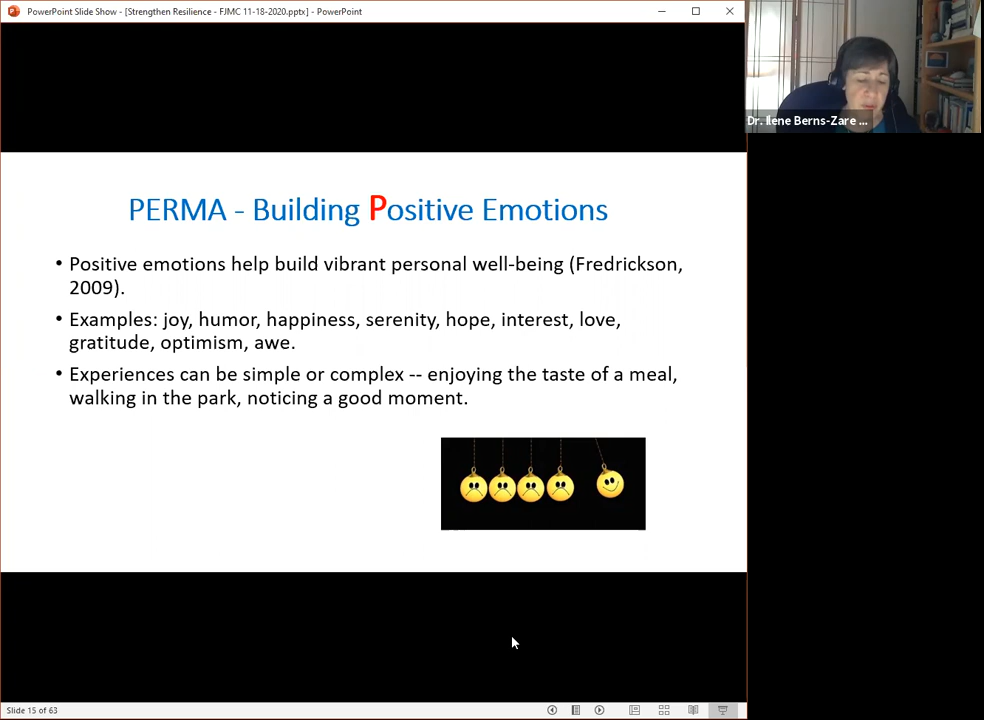 PowerPoint Slide Show - [Strengthen Resilience - FJMC 11-18-2020.pptx] - PowerPoint
Dr. Ilene Berns-Zare ...
PERMA - Building Positive Emotions
• Positive emotions help build vibrant personal well-being (Fredrickson,
2009).
• Examples: joy, humor, happiness, serenity, hope, interest, love,
gratitude, optimism, awe.
• Experiences can be simple or complex -- enjoying the taste of a meal,
walking in the park, noticing a good moment.
Slide 15 of 63